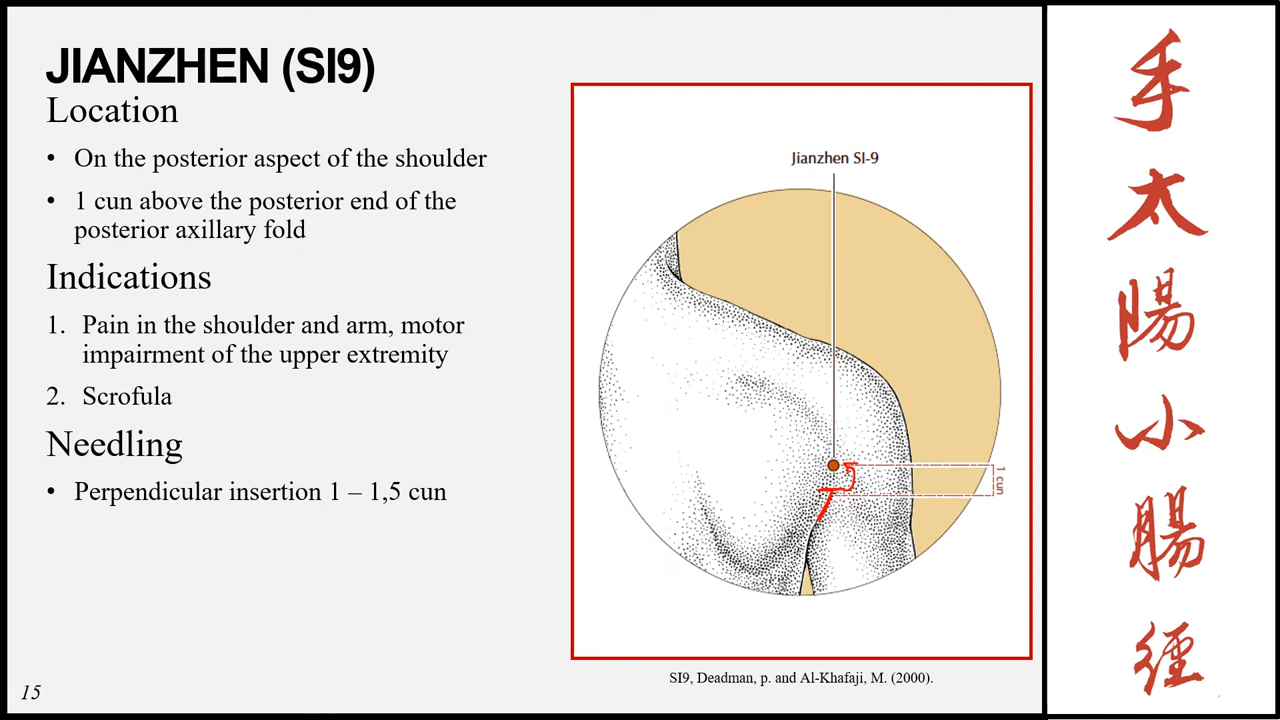 JIANZHEN (SI9)
Location
• On the posterior aspect of the shoulder
• 1 cun above the posterior end of the
posterior axillary fold
Indications
1. Pain in the shoulder and arm, motor
impairment of the upper extremity
2. Scrofula
Needling
• Perpendicular insertion 1 – 1,5 cun
15
Jianzhen SI-9
1 cun
SI9, Deadman, p. and Al-Khafaji, M. (2000).
手
太
陽
小
腸
經